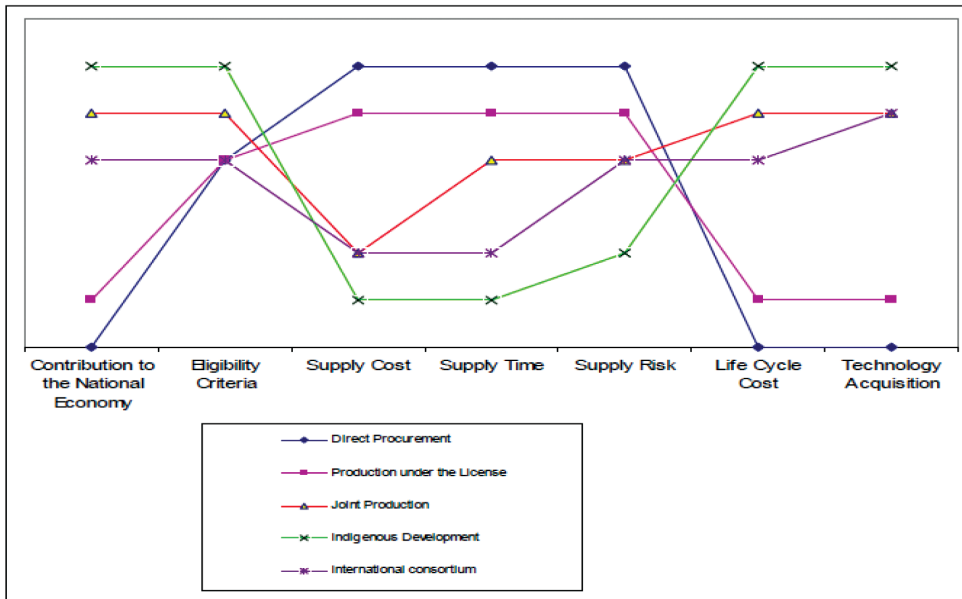 Contribution to
the National
Economy
Eligibility
Criteria
Supply Cost
Supply Time
Supply Risk
Life Cycle
Cost
Technology
Acquisition
Direct Procurement
Production under the License
Joint Production
Indigenous Development
International consortium